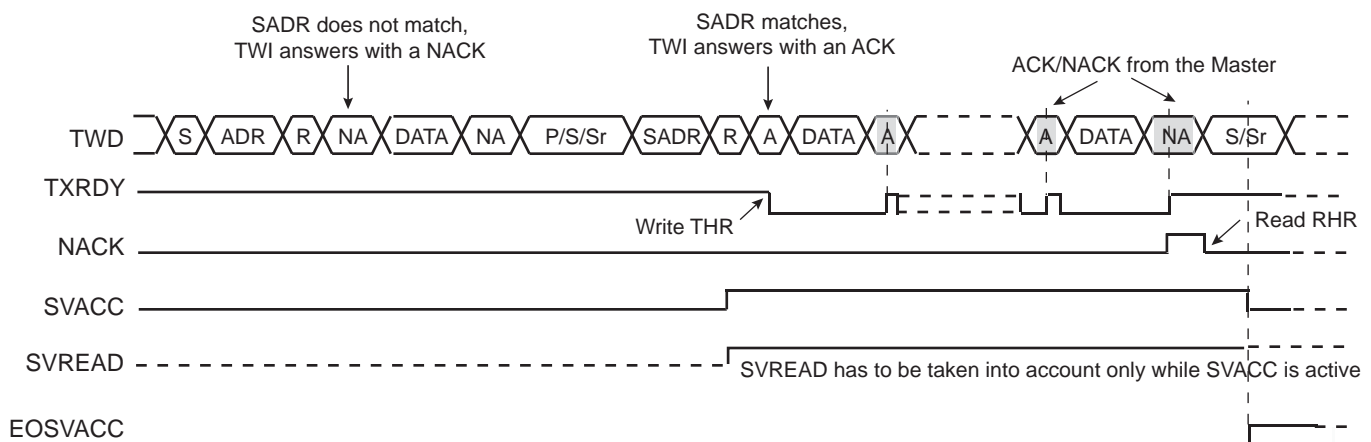 SADR does not match,
TWI answers with a NACK
SADR matches,
TWI answers with an ACK
ACK/NACK from the Master
TWD S ADR R NA DATA NA P/S/Sr SADR R A DATA A A DATA NA S/Sr
TXRDY
Write THR
Read RHR
NACK
SVACC
SVREAD
SVREAD has to be taken into account only while SVACC is active
EOSVACC